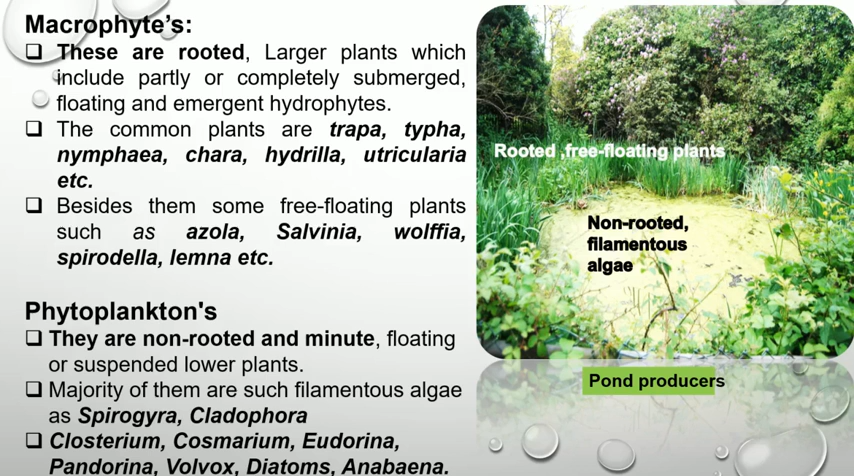 Macrophyte's:
❑ These are rooted, Larger plants which
include partly or completely submerged,
floating and emergent hydrophytes.
❑ The common plants are trapa, typha,
nymphaea, chara, hydrilla, utricularia
etc.
❑ Besides them some free-floating plants
such as azola, Salvinia, wolffia,
spirodella, lemna etc.
Phytoplankton's
❑ They are non-rooted and minute, floating
or suspended lower plants.
❑ Majority of them are such filamentous algae
as Spirogyra, Cladophora
❑ Closterium, Cosmarium, Eudorina,
Pandorina, Volvox, Diatoms, Anabaena.
Rooted ,free-floating plants
Non-rooted,
filamentous
algae
Pond producers